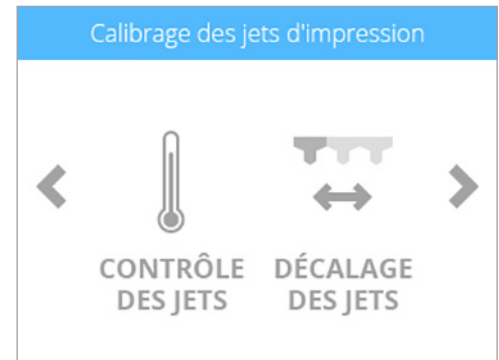 Calibrage des jets d'impression
CONTRÔLE
DES JETS
DÉCALAGE
DES JETS